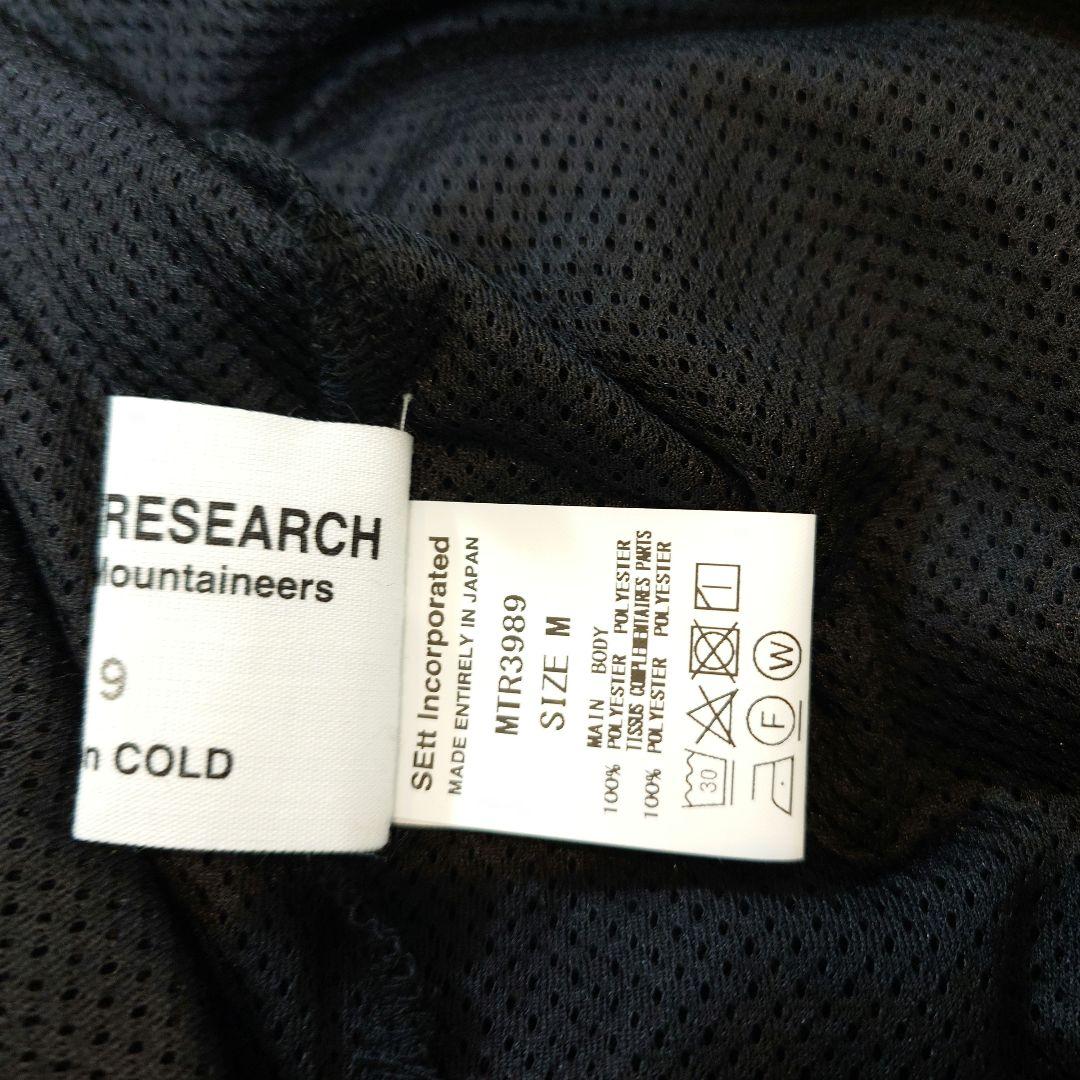 RESEARCH
Mountaineers
9
n COLD
SEtt Incorporated
MADE ENTIRELY IN JAPAN
MTR3989
SIZE M
MAIN BODY
100% POLYESTER POLYESTER
TISSUS COMPLEMENTAIRES PARTS
100% POLYESTER POLYESTER
30
F
W